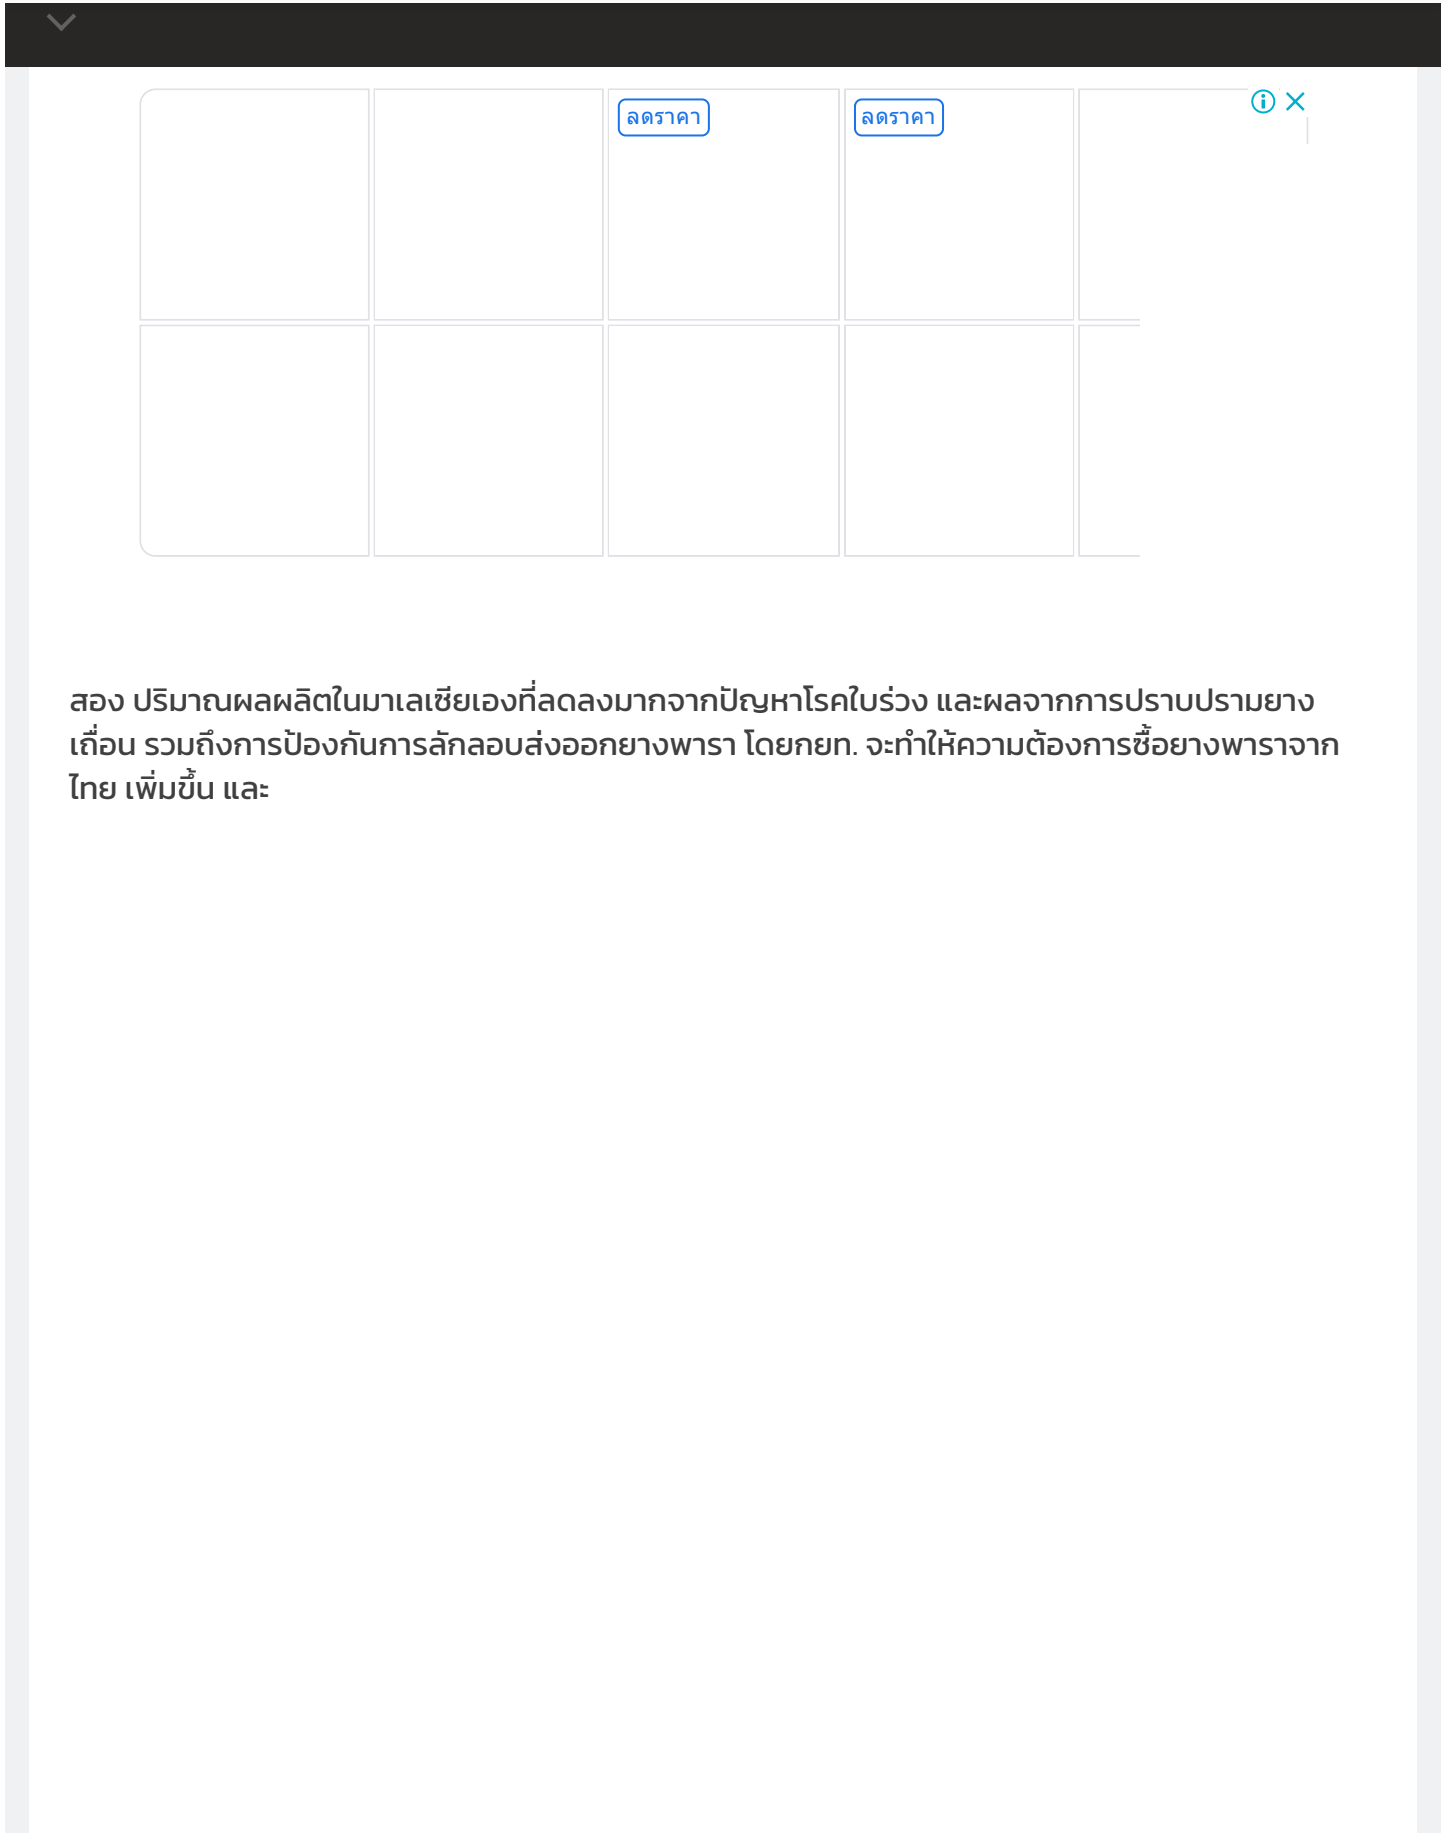 ลดราคา ลดราคา
สอง ปริมาณผลผลิตในมาเลเซียเองที่ลดลงมากจากปัญหาโรคใบร่วง และผลจากการปราบปรามยาง
เถื่อน รวมถึงการป้องกันการลักลอบส่งออกยางพารา โดยกยท. จะทำให้ความต้องการซื้อยางพาราจาก
ไทย เพิ่มขึ้น และ